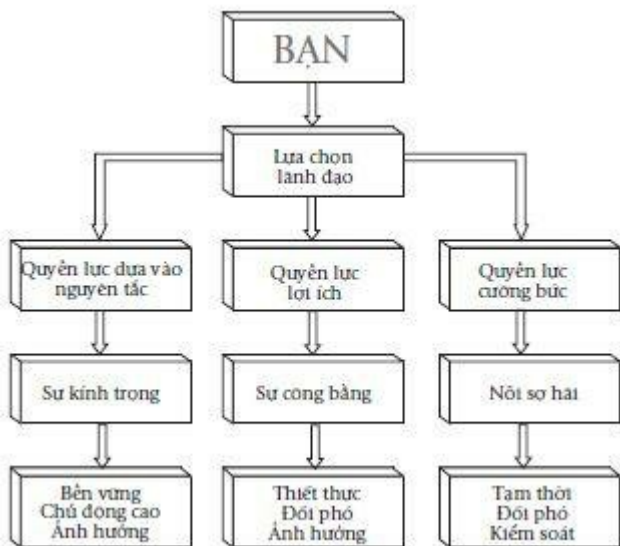 BẠN
Lựa chọn
lãnh đạo
Quyền lực dựa vào
nguyên tắc
Quyền lực
lợi ích
Quyền lực
cưỡng bức
Sự kính trọng
Sự công bằng
Nỗi sợ hãi
Bền vững
Chủ động cao
Ảnh hưởng
Thiết thực
Đối phó
Ảnh hưởng
Tạm thời
Đối phó
Kiểm soát